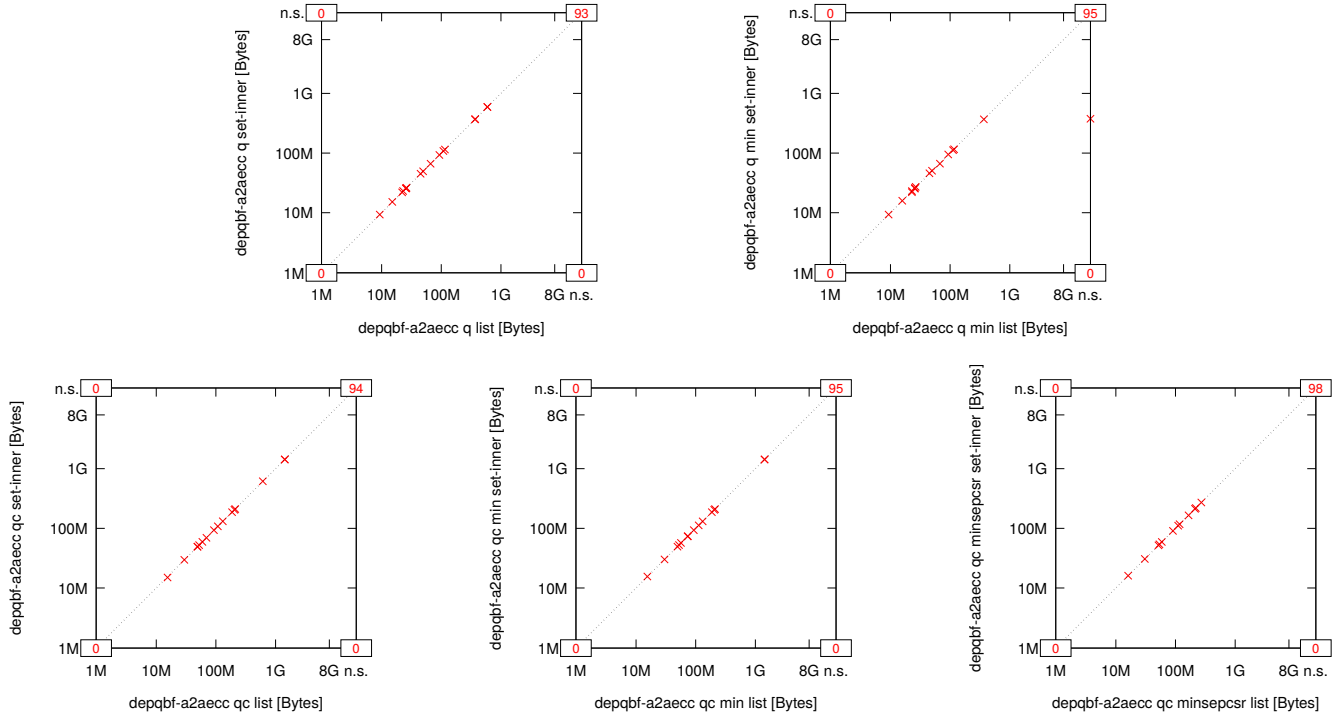 n.s. 0 93
8G
1G
100M
10M
1M 0 0
1M 10M 100M 1G 8G n.s.
depqbf-a2aecc q set-inner [Bytes]
depqbf-a2aecc q list [Bytes]
n.s. 0 95
8G
1G
100M
10M
1M 0 0
1M 10M 100M 1G 8G n.s.
depqbf-a2aecc q min set-inner [Bytes]
depqbf-a2aecc q min list [Bytes]
n.s. 0 94
8G
1G
100M
10M
1M 0 0
1M 10M 100M 1G 8G n.s.
depqbf-a2aecc qc set-inner [Bytes]
depqbf-a2aecc qc list [Bytes]
n.s. 0 95
8G
1G
100M
10M
1M 0 0
1M 10M 100M 1G 8G n.s.
depqbf-a2aecc qc min set-inner [Bytes]
depqbf-a2aecc qc min list [Bytes]
n.s. 0 98
8G
1G
100M
10M
1M 0 0
1M 10M 100M 1G 8G n.s.
depqbf-a2aecc qc minsepcsr set-inner [Bytes]
depqbf-a2aecc qc minsepcsr list [Bytes]